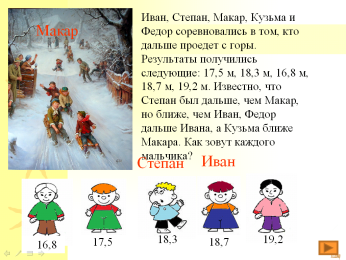 Макар
Иван, Степан, Макар, Кузьма и
Федор соревновались в том, кто
дальше проедет с горы.
Результаты получились
следующие: 17,5 м, 18,3 м, 16,8 м,
18,7 м, 19,2 м. Известно, что
Степан был дальше, чем Макар,
но ближе, чем Иван, Федор
дальше Ивана, а Кузьма ближе
Макара. Как зовут каждого
мальчика?
Степан Иван
16,8 17,5 18,3 18,7 19,2